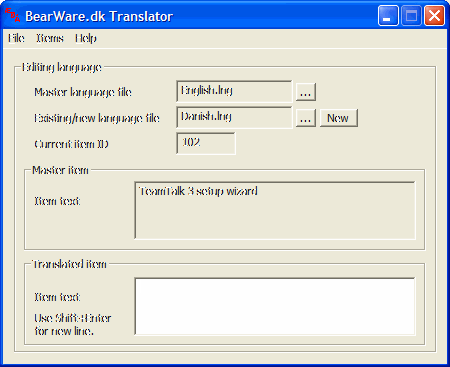 BearWare.dk Translator
File Items Help
Editing language
Master language file English.lng ...
Existing/new language file Danish.lng ... New
Current item ID 102
Master item
Item text TeamTalk 3 setup wizard
Translated item
Item text
Use Shift+Enter
for new line.